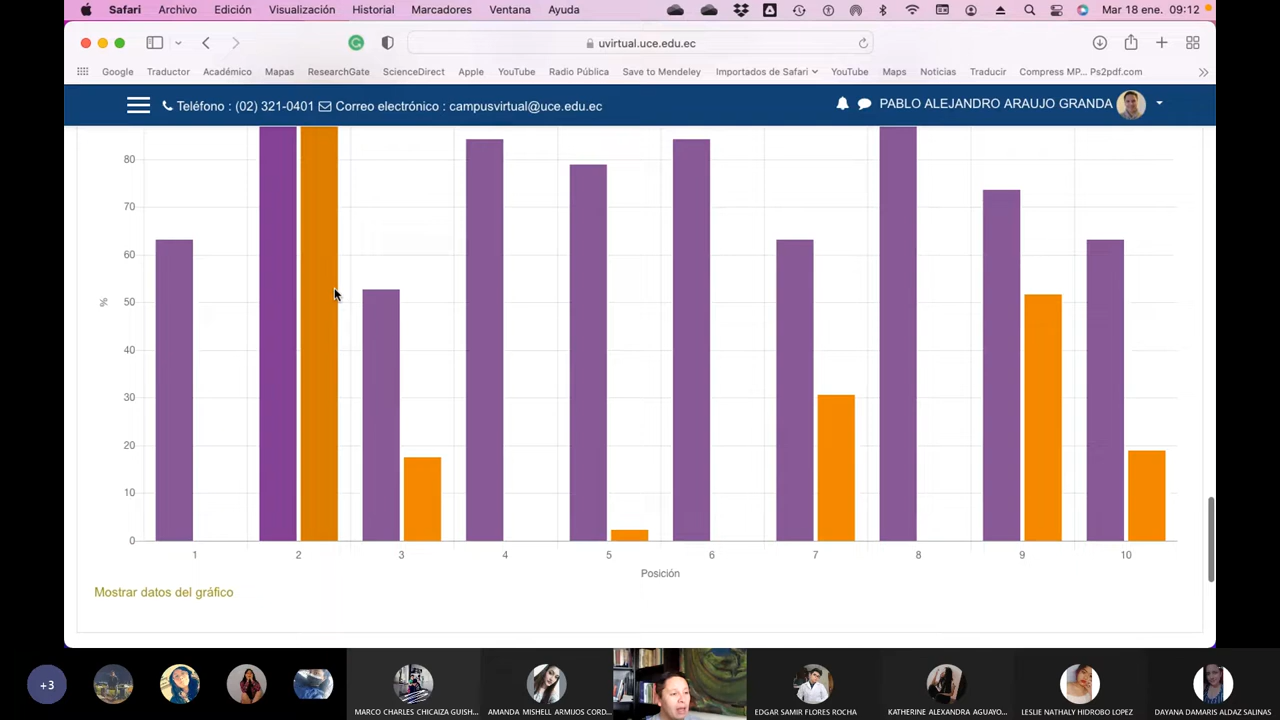 Safari Archivo Edición Visualización Historial Marcadores Ventana Ayuda Mar 18 ene. 09:12
uvirtual.uce.edu.ec
Google Traductor Académico Mapas ResearchGate ScienceDirect Apple YouTube Radio Pública Save to Mendeley Importados de Safari YouTube Maps Noticias Traducir Compress MP... Ps2pdf.com
Teléfono : (02) 321-0401 Correo electrónico : campusvirtual@uce.edu.ec PABLO ALEJANDRO ARAUJO GRANDA
80
70
60
50
%
40
30
20
10
0
1 2 3 4 5 6 7 8 9 10
Posición
Mostrar datos del gráfico
+3
MARCO CHARLES CHICAIZA GUISH... AMANDA MISHELL ARMIJOS CORD... EDGAR SAMIR FLORES ROCHA KATHERINE ALEXANDRA AGUAYO... LESLIE NATHALY HIDROBO LOPEZ DAYANA DAMARIS ALDAZ SALINAS